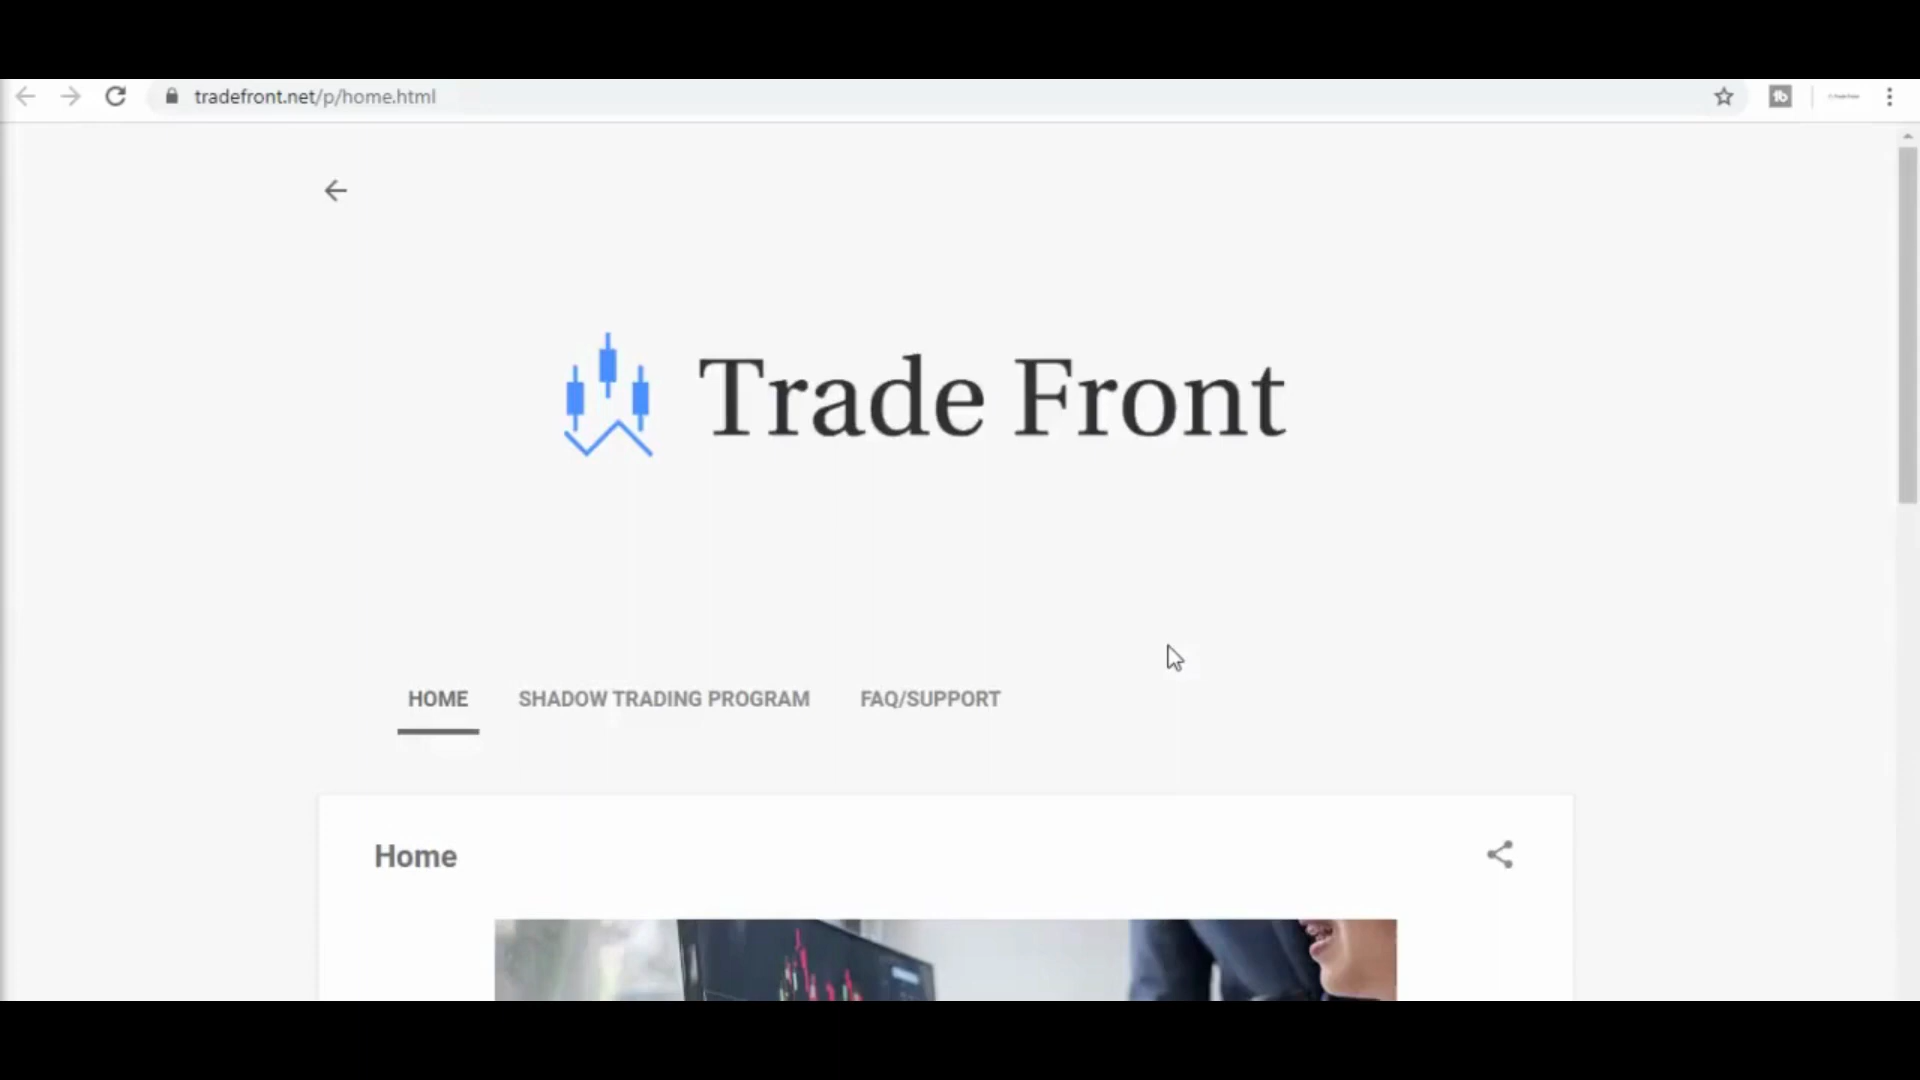 tradefront.net/p/home.html
Trade Front
HOME SHADOW TRADING PROGRAM FAQ/SUPPORT
Home